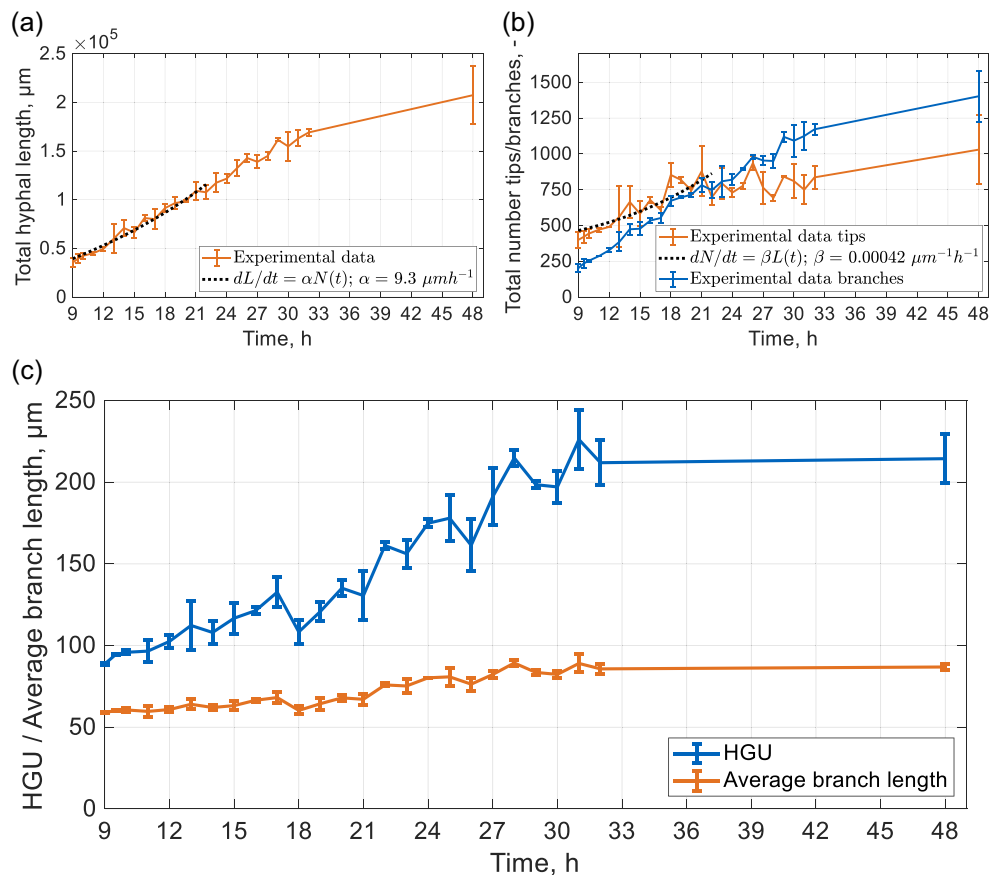 (a)
×10⁵
2.5
2
1.5
1
0.5
0
Total hyphal length, µm
9 12 15 18 21 24 27 30 33 36 39 42 45 48
Time, h
Experimental data
dL/dt = αN(t); α = 9.3 μmh⁻¹
(b)
1500
1250
1000
750
500
250
0
Total number tips/branches, -
9 12 15 18 21 24 27 30 33 36 39 42 45 48
Time, h
Experimental data tips
dN/dt = βL(t); β = 0.00042 μm⁻¹h⁻¹
Experimental data branches
(c)
250
200
150
100
50
0
HGU / Average branch length, µm
9 12 15 18 21 24 27 30 33 36 39 42 45 48
Time, h
HGU
Average branch length